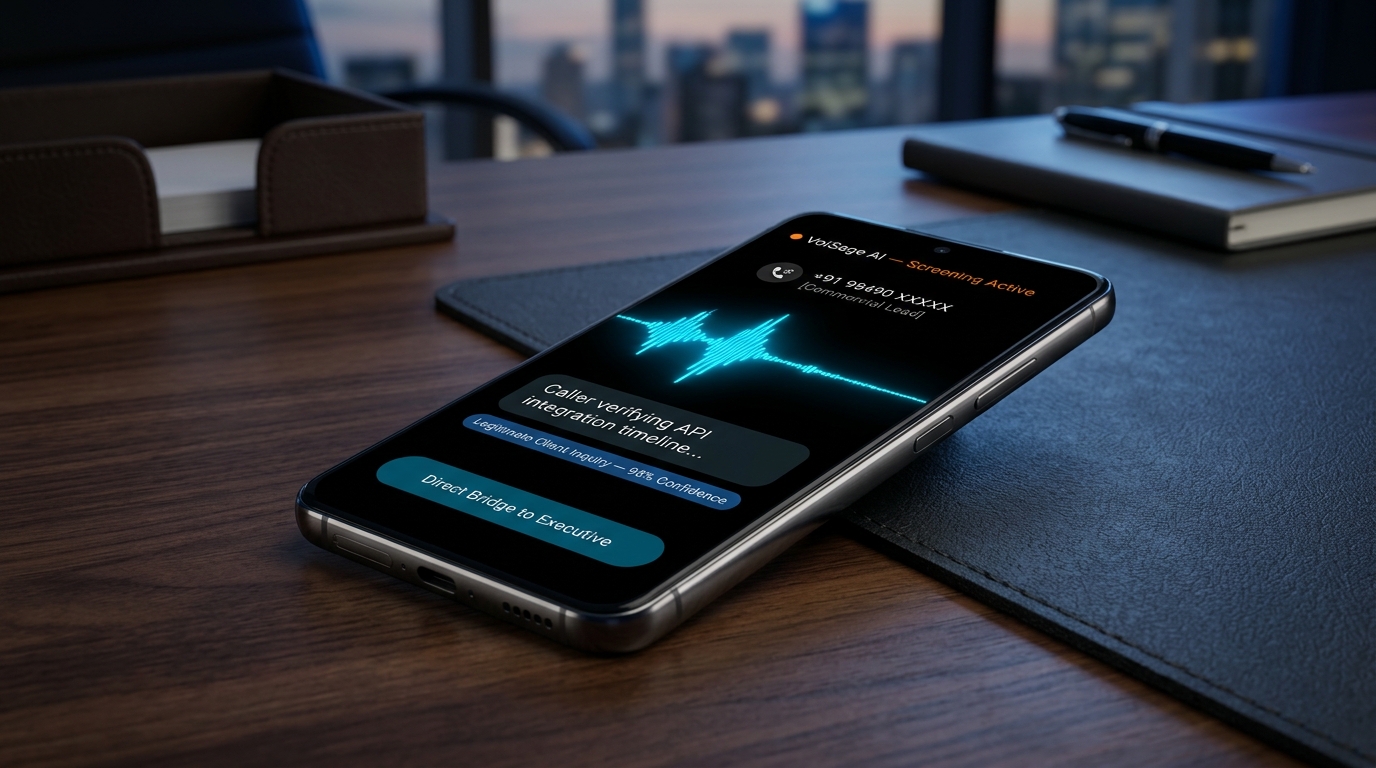 VoiSage AI — Screening Active
+91 98490 XXXXX
[Commercial Lead]
Caller verifying API
integration timeline...
Legitimate Client Inquiry — 98% Confidence
Direct Bridge to Executive